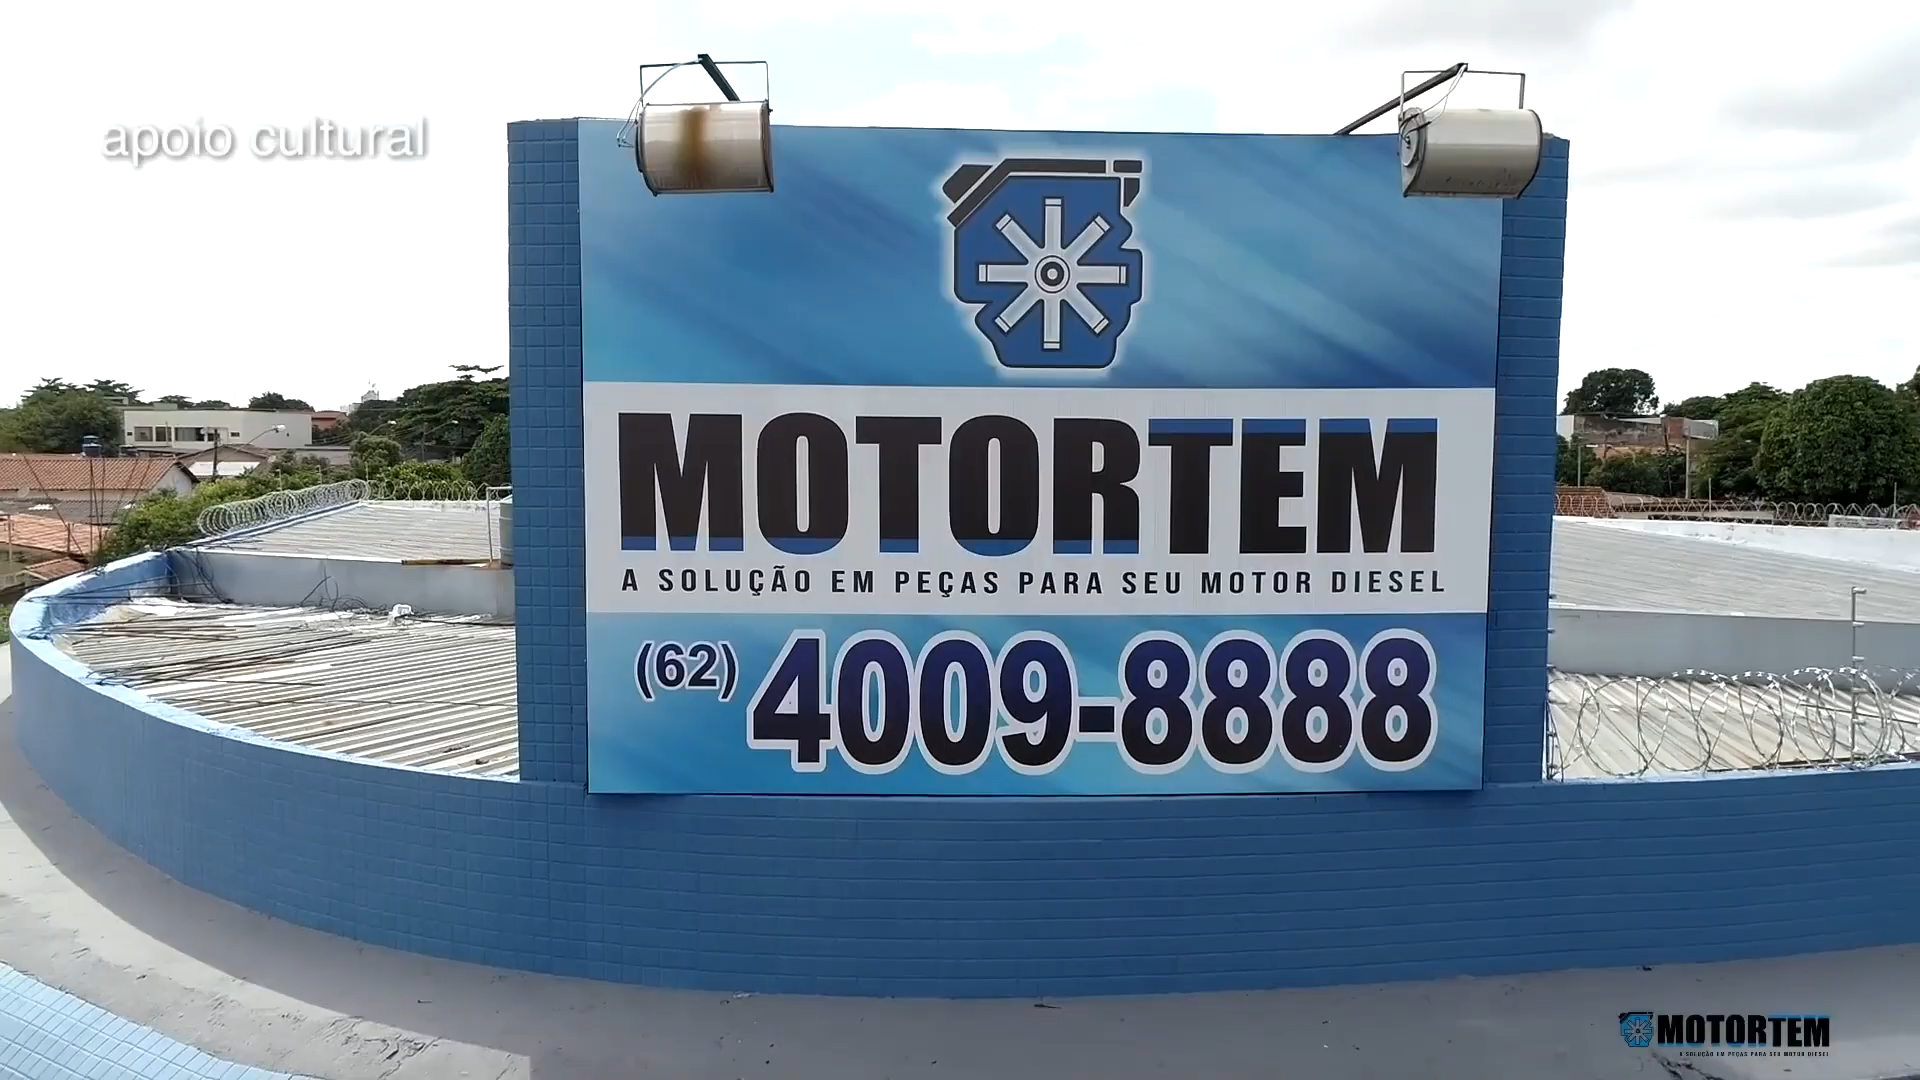 apoio cultural
MOTORTEM
A SOLUÇÃO EM PEÇAS PARA SEU MOTOR DIESEL
(62) 4009-8888
MOTORTEM
A SOLUÇÃO EM PEÇAS PARA SEU MOTOR DIESEL